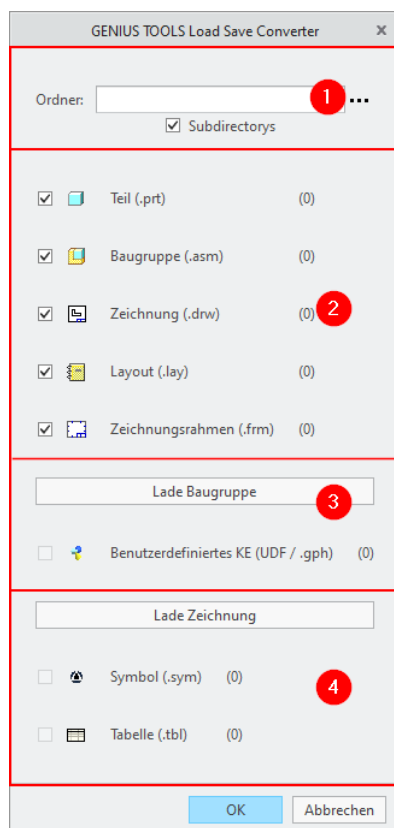 GENIUS TOOLS Load Save Converter
Ordner: 1 ...
Subdirectorys
Teil (.prt) (0)
Baugruppe (.asm) (0)
Zeichnung (.drw) (0) 2
Layout (.lay) (0)
Zeichnungsrahmen (.frm) (0)
Lade Baugruppe 3
Benutzerdefiniertes KE (UDF / .gph) (0)
Lade Zeichnung
Symbol (.sym) (0) 4
Tabelle (.tbl) (0)
OK Abbrechen